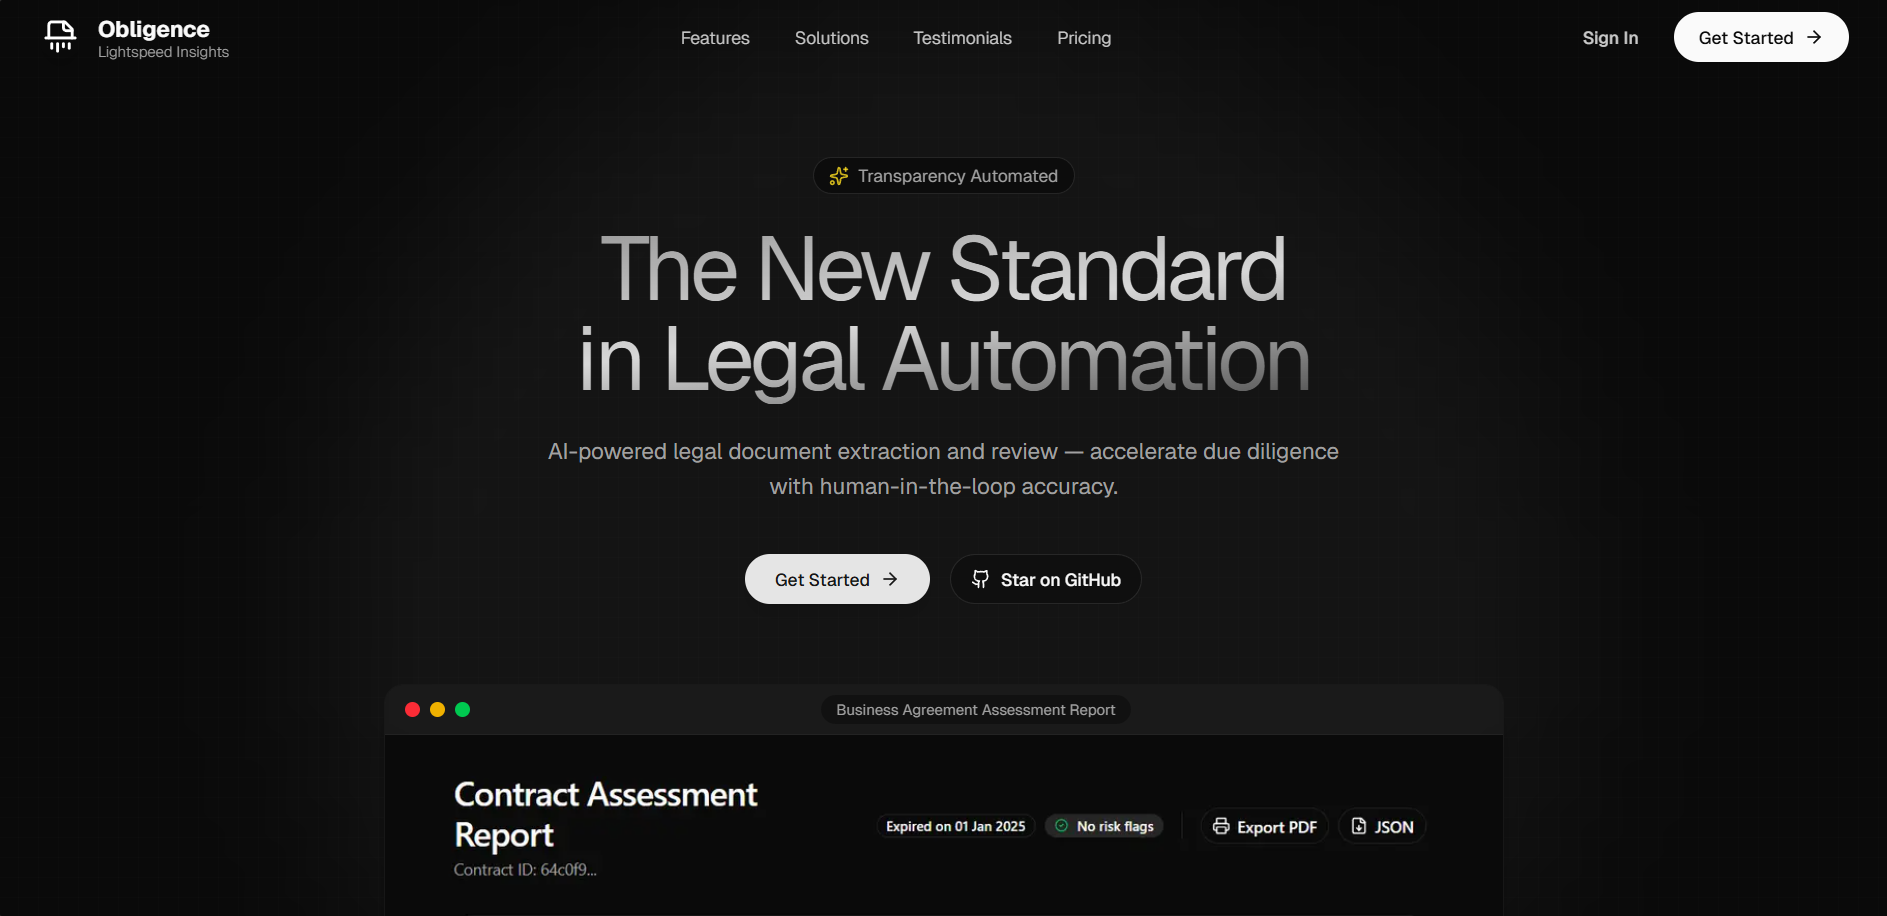 Obligence
Lightspeed Insights
Features
Solutions
Testimonials
Pricing
Sign In
Get Started
Transparency Automated
The New Standard
in Legal Automation
AI-powered legal document extraction and review — accelerate due diligence
with human-in-the-loop accuracy.
Get Started
Star on GitHub
Business Agreement Assessment Report
Contract Assessment
Report
Contract ID: 64c0f9...
Expired on 01 Jan 2025
No risk flags
Export PDF
JSON